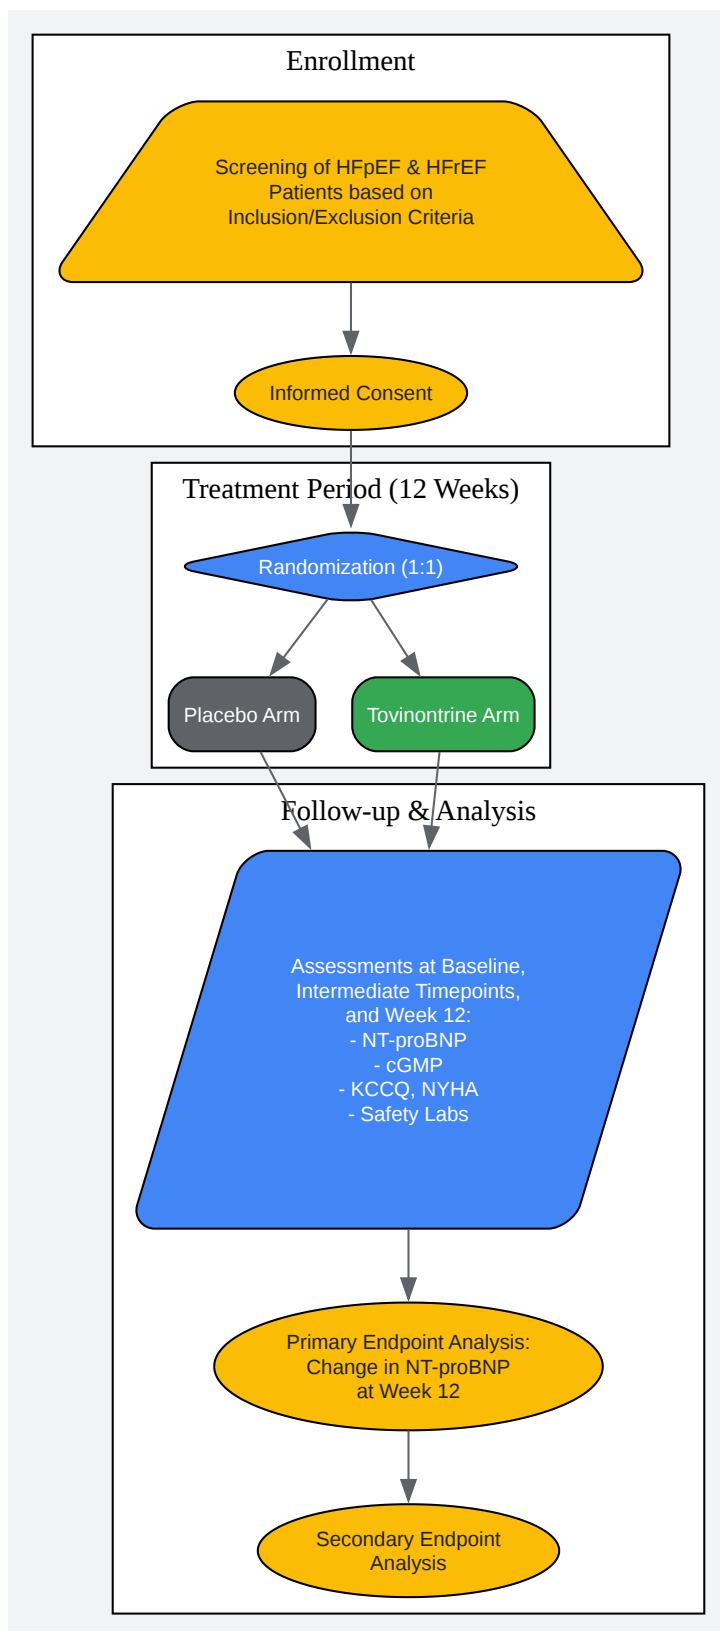 Enrollment
Screening of HFpEF & HFrEF
Patients based on
Inclusion/Exclusion Criteria
Informed Consent
Treatment Period (12 Weeks)
Randomization (1:1)
Placebo Arm
Tovinontrine Arm
Follow-up & Analysis
Assessments at Baseline,
Intermediate Timepoints,
and Week 12:
- NT-proBNP
- cGMP
- KCCQ, NYHA
- Safety Labs
Primary Endpoint Analysis:
Change in NT-proBNP
at Week 12
Secondary Endpoint
Analysis